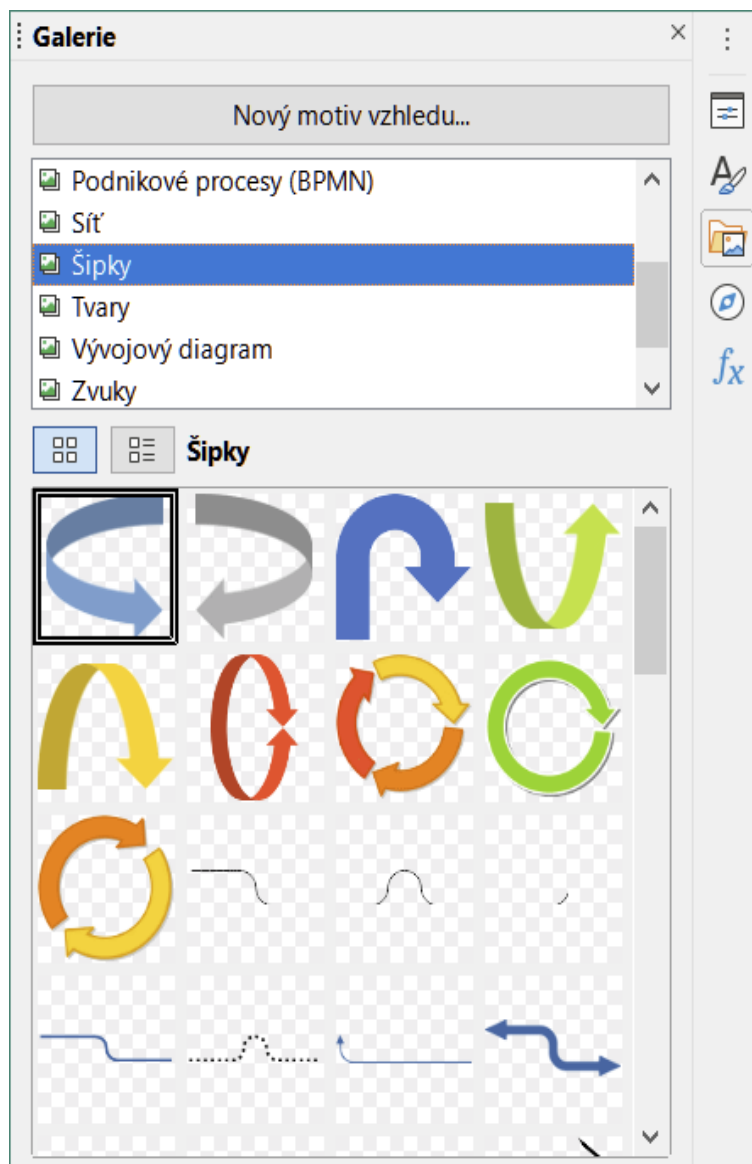 Galerie
Nový motiv vzhledu...
Podnikové procesy (BPMN)
Síť
Šipky
Tvary
Vývojový diagram
Zvuky
Šipky